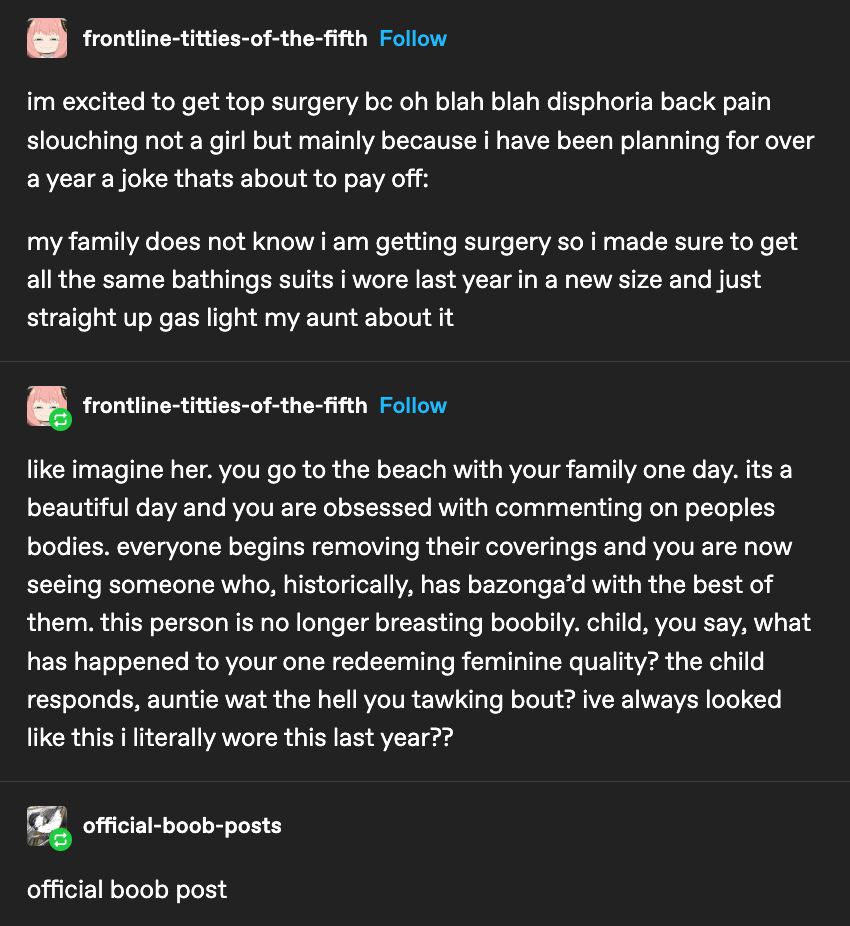 frontline-titties-of-the-fifth Follow
im excited to get top surgery bc oh blah blah disphoria back pain
slouching not a girl but mainly because i have been planning for over
a year a joke thats about to pay off:
my family does not know i am getting surgery so i made sure to get
all the same bathings suits i wore last year in a new size and just
straight up gas light my aunt about it
frontline-titties-of-the-fifth Follow
like imagine her. you go to the beach with your family one day. its a
beautiful day and you are obsessed with commenting on peoples
bodies. everyone begins removing their coverings and you are now
seeing someone who, historically, has bazonga’d with the best of
them. this person is no longer breasting boobily. child, you say, what
has happened to your one redeeming feminine quality? the child
responds, auntie wat the hell you tawking bout? ive always looked
like this i literally wore this last year??
official-boob-posts
official boob post